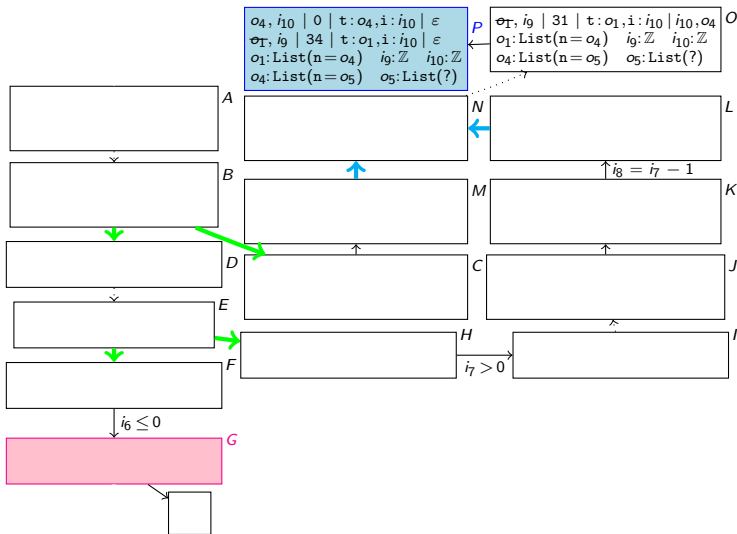 o4, i10 | 0 | t: o4, i: i10 | ε
o1, i9 | 34 | t: o1, i: i10 | ε
o1: List(n= o4) i9: ℤ i10: ℤ
o4: List(n= o5) o5: List(?)
P
o1, i9 | 31 | t: o1, i: i10 | i10, o4
o1: List(n= o4) i9: ℤ i10: ℤ
o4: List(n= o5) o5: List(?)
O
A
N
L
B
i8 = i7 − 1
M
K
D
C
J
E
H
I
F
i7 > 0
i6 ≤ 0
G